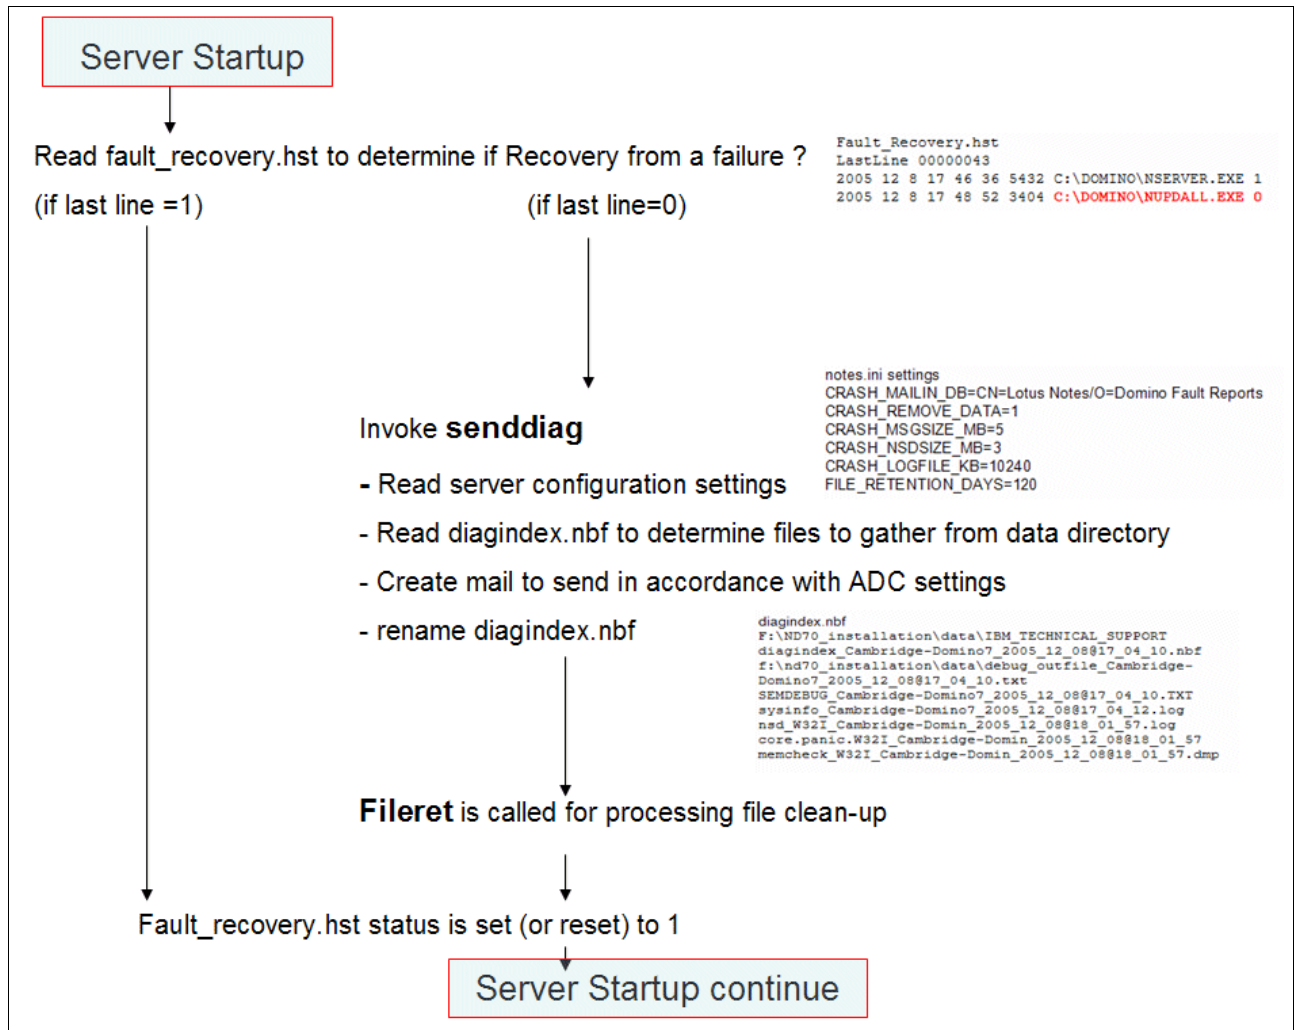 Server Startup
Read fault_recovery.hst to determine if Recovery from a failure ?
(if last line =1)
(if last line=0)
Fault_Recovery.hst
LastLine 00000043
2005 12 8 17 46 36 5432 C:\DOMINO\NSERVER.EXE 1
2005 12 8 17 48 52 3404 C:\DOMINO\NUPDALL.EXE 0
notes.ini settings
CRASH_MAILIN_DB=CN=Lotus Notes/O=Domino Fault Reports
CRASH_REMOVE_DATA=1
CRASH_MSGSIZE_MB=5
CRASH_NSDSIZE_MB=3
CRASH_LOGFILE_KB=10240
FILE_RETENTION_DAYS=120
Invoke senddiag
- Read server configuration settings
- Read diagindex.nbf to determine files to gather from data directory
- Create mail to send in accordance with ADC settings
- rename diagindex.nbf
diagindex.nbf
F:\ND70_installation\data\IBM_TECHNICAL_SUPPORT
diagindex_Cambridge-Domino7_2005_12_08@17_04_10.nbf
f:\nd70_installation\data\debug_outfile_Cambridge-
Domino7_2005_12_08@17_04_10.txt
SEMDEBUG_Cambridge-Domino7_2005_12_08@17_04_10.TXT
sysinfo_Cambridge-Domino7_2005_12_08@17_04_12.log
nsd_W32I_Cambridge-Domin_2005_12_08@18_01_57.log
core.panic.W32I_Cambridge-Domin_2005_12_08@18_01_57
memcheck_W32I_Cambridge-Domin_2005_12_08@18_01_57.dmp
Fileret is called for processing file clean-up
Fault_recovery.hst status is set (or reset) to 1
Server Startup continue